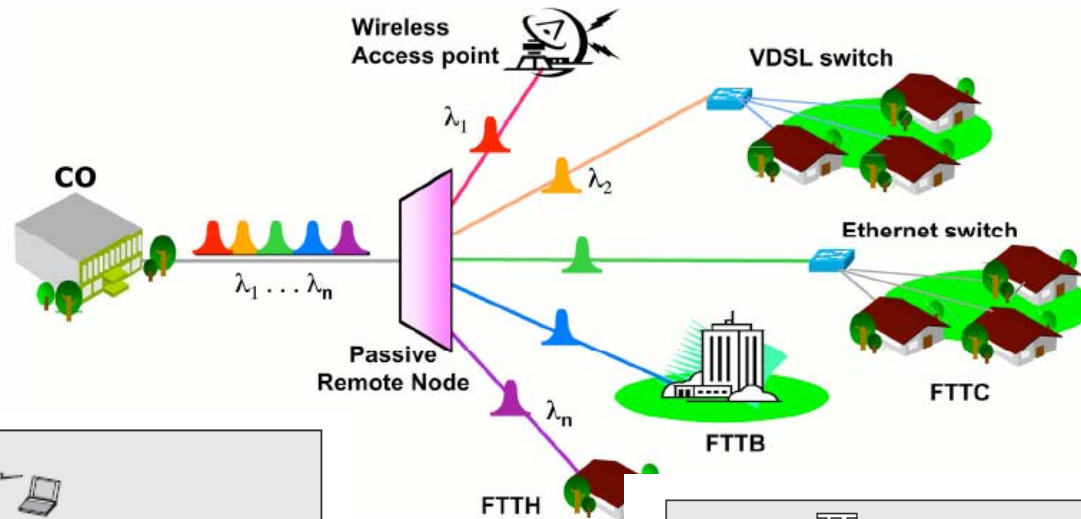 Wireless
Access point
VDSL switch
λ1
CO
λ2
Ethernet switch
λ1 . . . λn
Passive
Remote Node
FTTC
λn
FTTB
FTTH